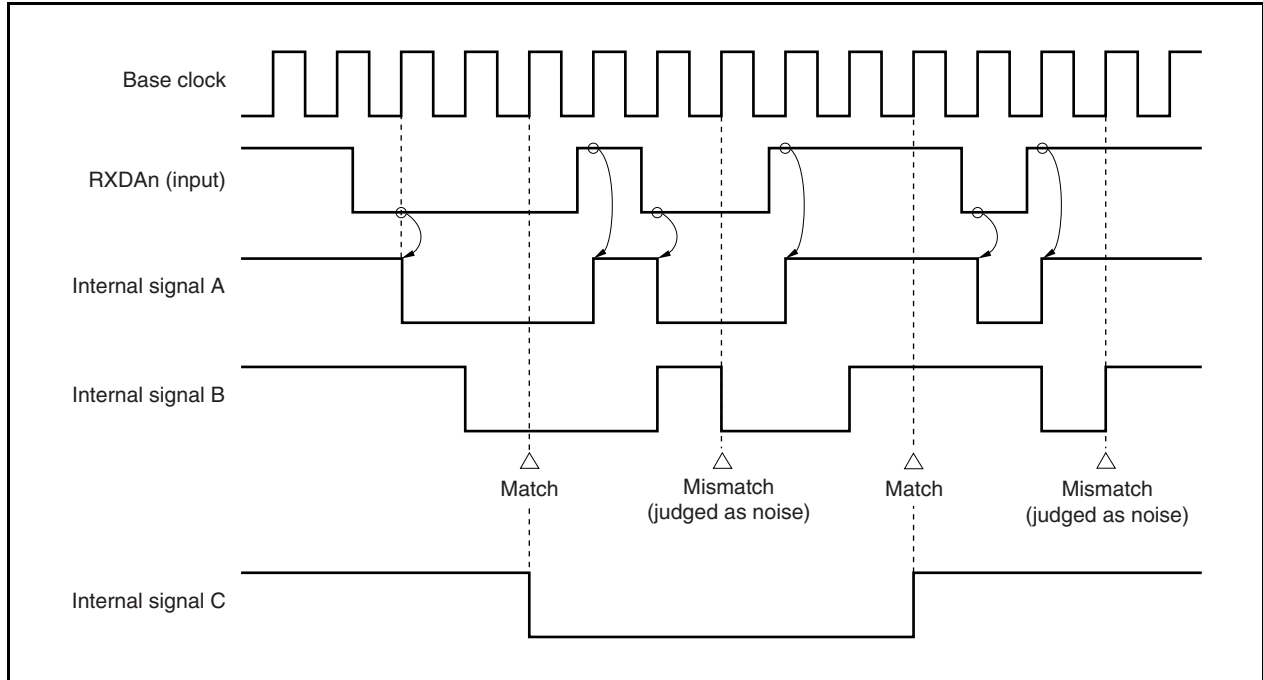 Base clock
RXDAn (input)
Internal signal A
Internal signal B
Match
Mismatch
(judged as noise)
Match
Mismatch
(judged as noise)
Internal signal C